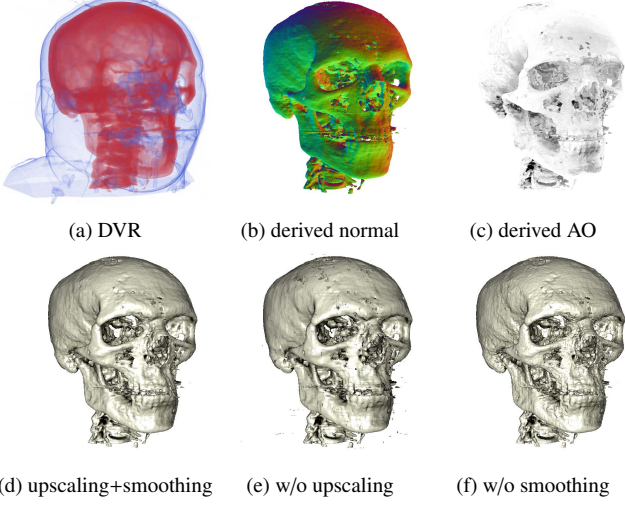 (a) DVR (b) derived normal (c) derived AO
(d) upscaling+smoothing (e) w/o upscaling (f) w/o smoothing